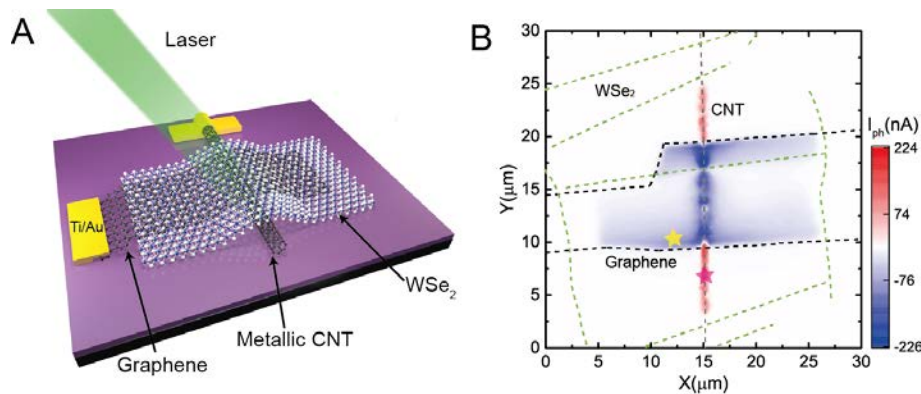 A
Laser
Ti/Au
WSe₂
Metallic CNT
Graphene
B
30
25
20
15
10
5
0
Y(μm)
WSe₂
CNT
Graphene
0
5
10
15
20
25
30
X(μm)
I_ph(nA)
224
74
-76
-226